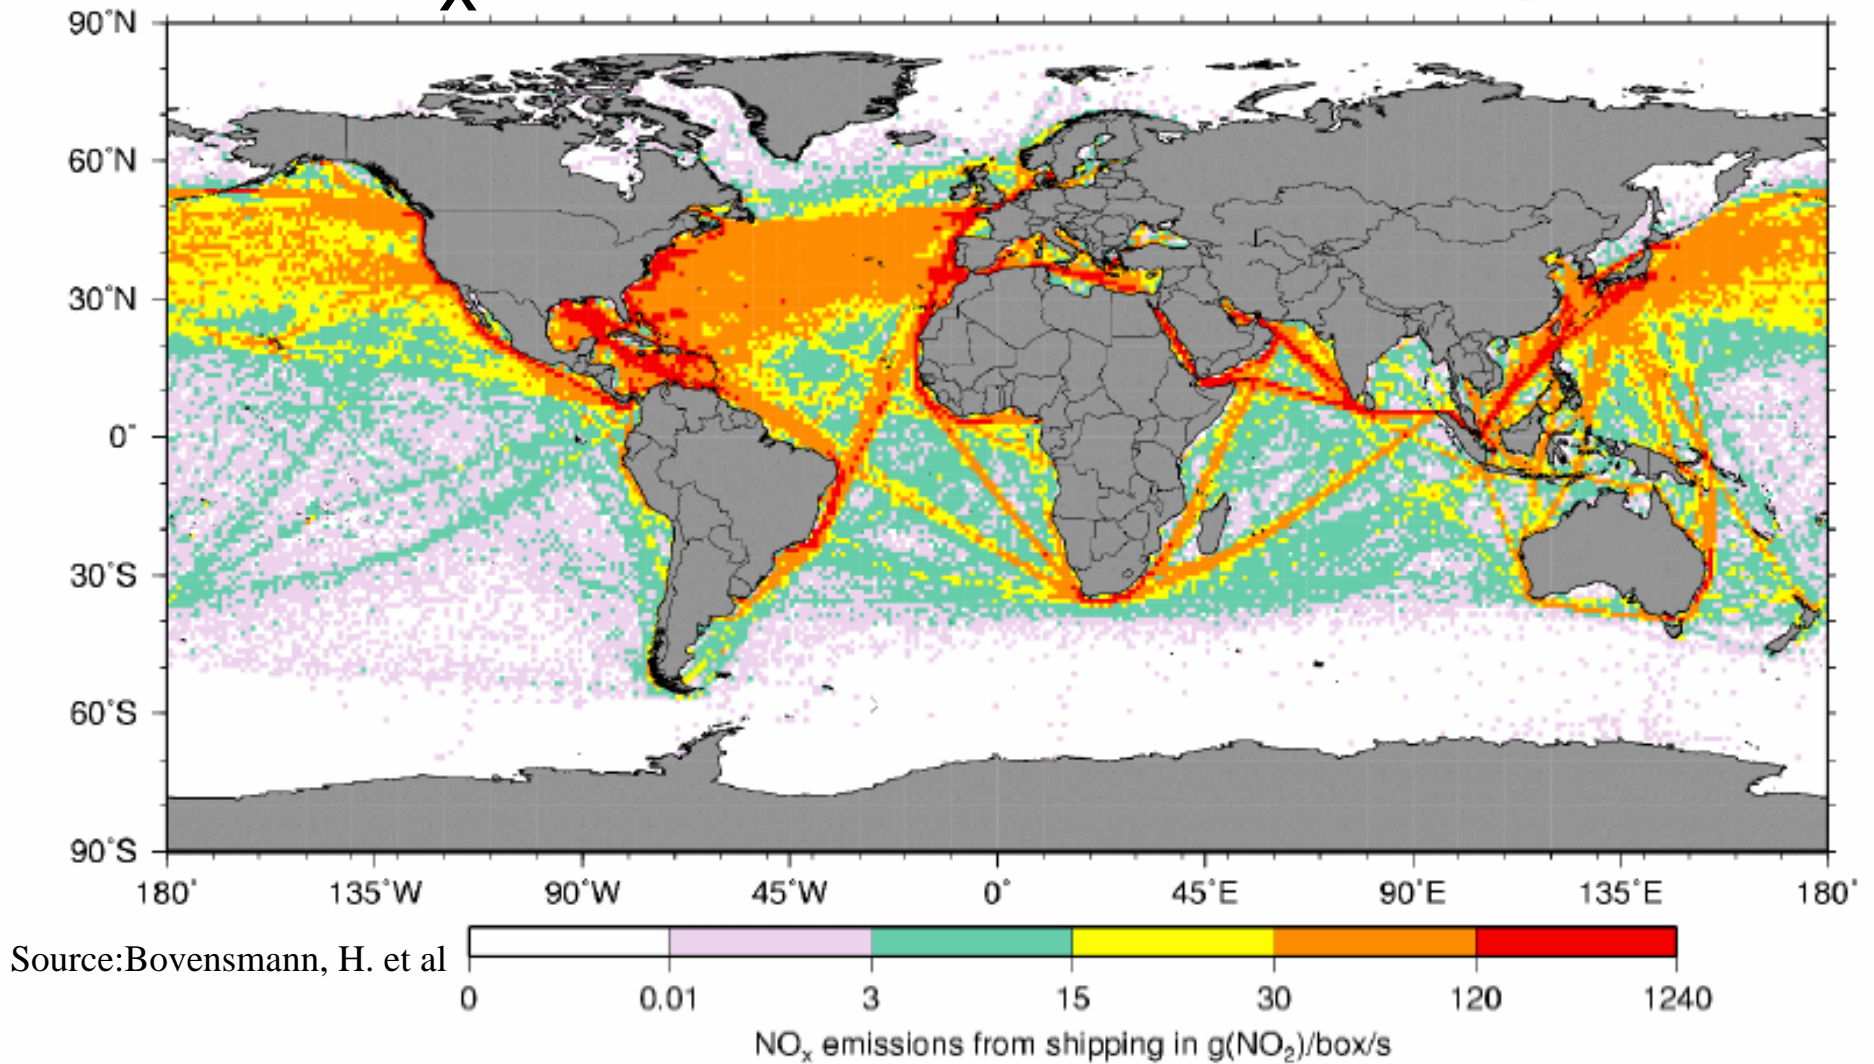 x
90°N
60°N
30°N
0°
30°S
60°S
90°S
180° 135°W 90°W 45°W 0° 45°E 90°E 135°E 180°
Source:Bovensmann, H. et al
0 0.01 3 15 30 120 1240
NOx emissions from shipping in g(NO2)/box/s